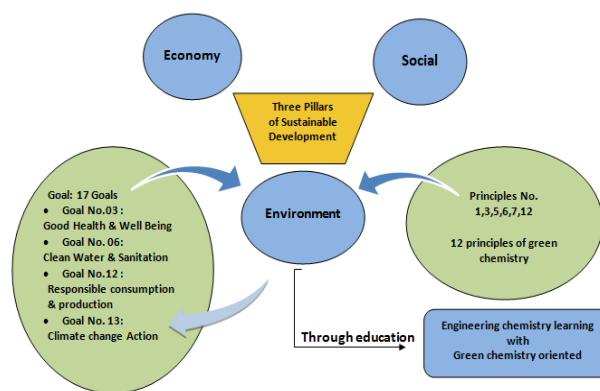 Economy
Social
Three Pillars
of Sustainable
Development
Goal: 17 Goals
• Goal No.03 :
Good Health & Well Being
• Goal No. 06:
Clean Water & Sanitation
• Goal No.12 :
Responsible consumption
& production
• Goal No. 13:
Climate change Action
Environment
Principles No.
1,3,5,6,7,12
12 principles of green
chemistry
Through education
Engineering chemistry learning
with
Green chemistry oriented